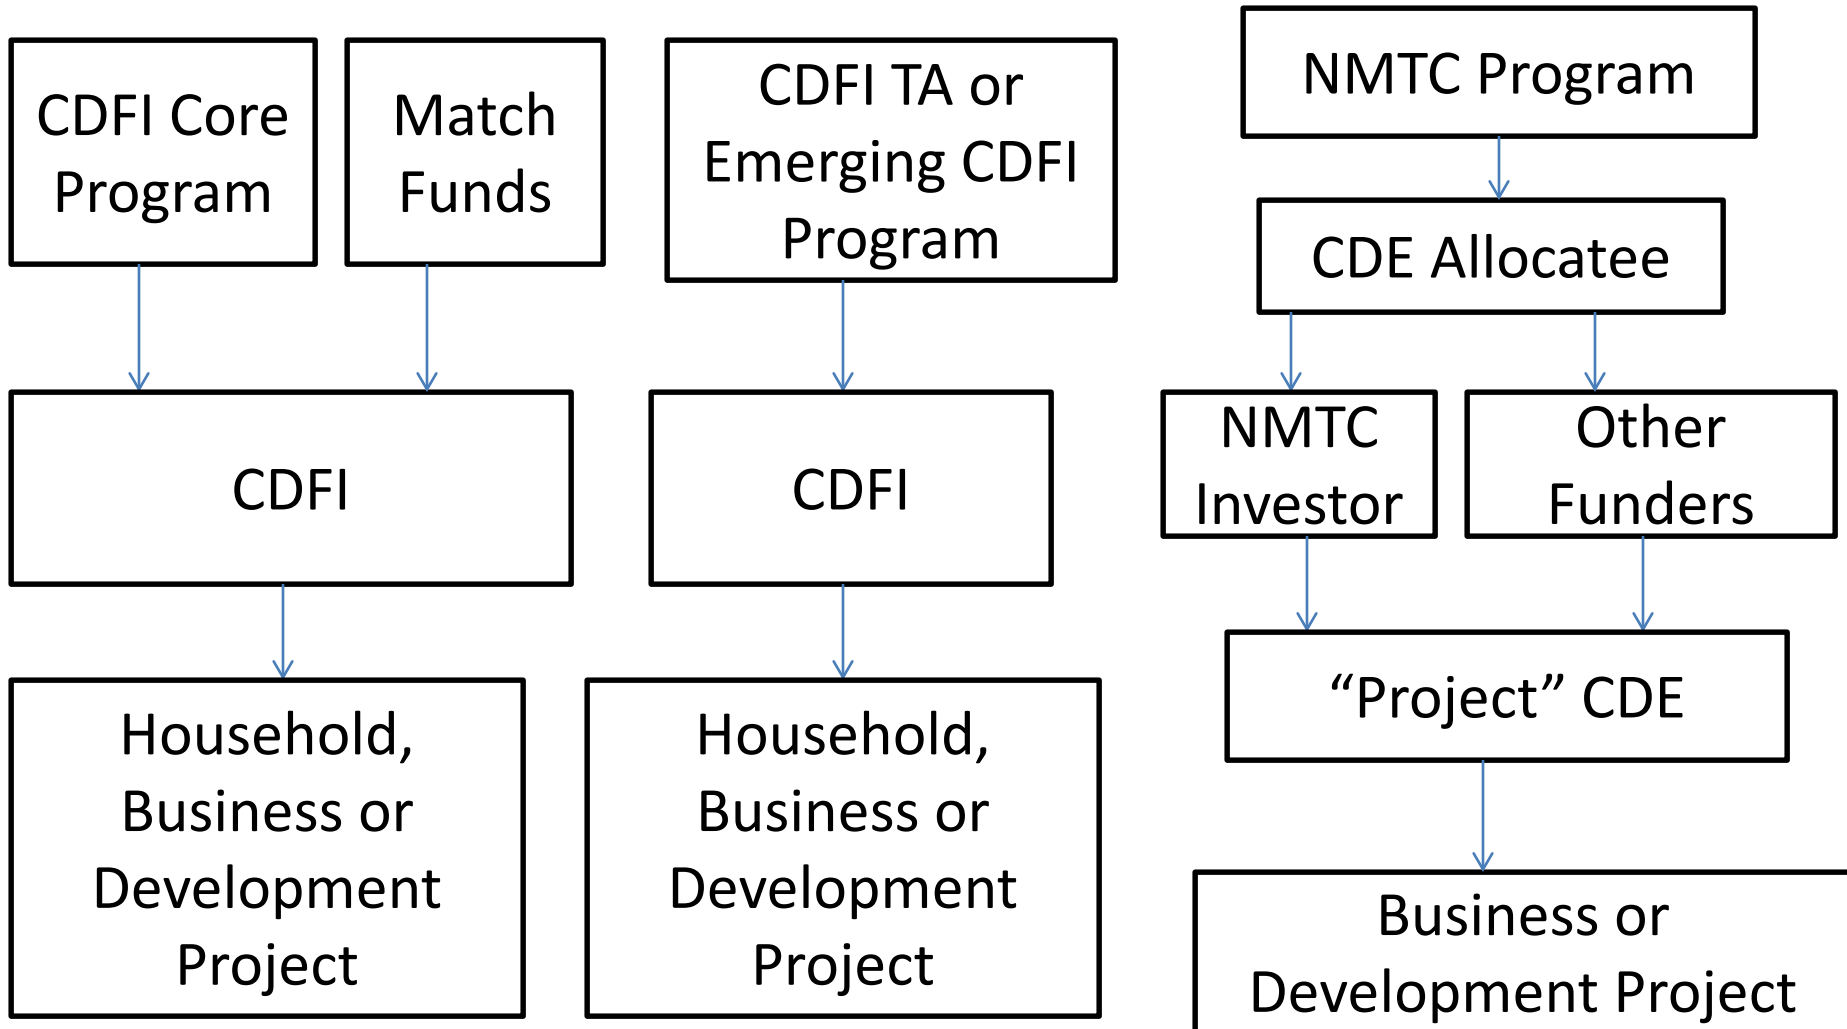 CDFI Core
Program
Match
Funds
CDFI
Household,
Business or
Development
Project
CDFI TA or
Emerging CDFI
Program
CDFI
Household,
Business or
Development
Project
NMTC Program
CDE Allocatee
NMTC
Investor
Other
Funders
“Project” CDE
Business or
Development Project